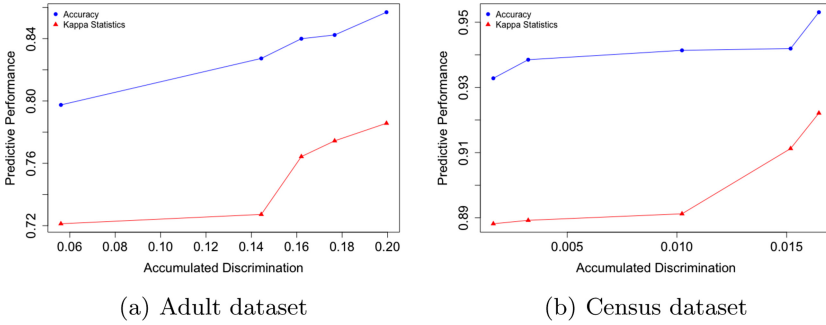 Accuracy
Kappa Statistics
Predictive Performance
0.84
0.80
0.76
0.72
0.06 0.08 0.10 0.12 0.14 0.16 0.18 0.20
Accumulated Discrimination
(a) Adult dataset
Accuracy
Kappa Statistics
Predictive Performance
0.95
0.93
0.91
0.89
0.005 0.010 0.015
Accumulated Discrimination
(b) Census dataset